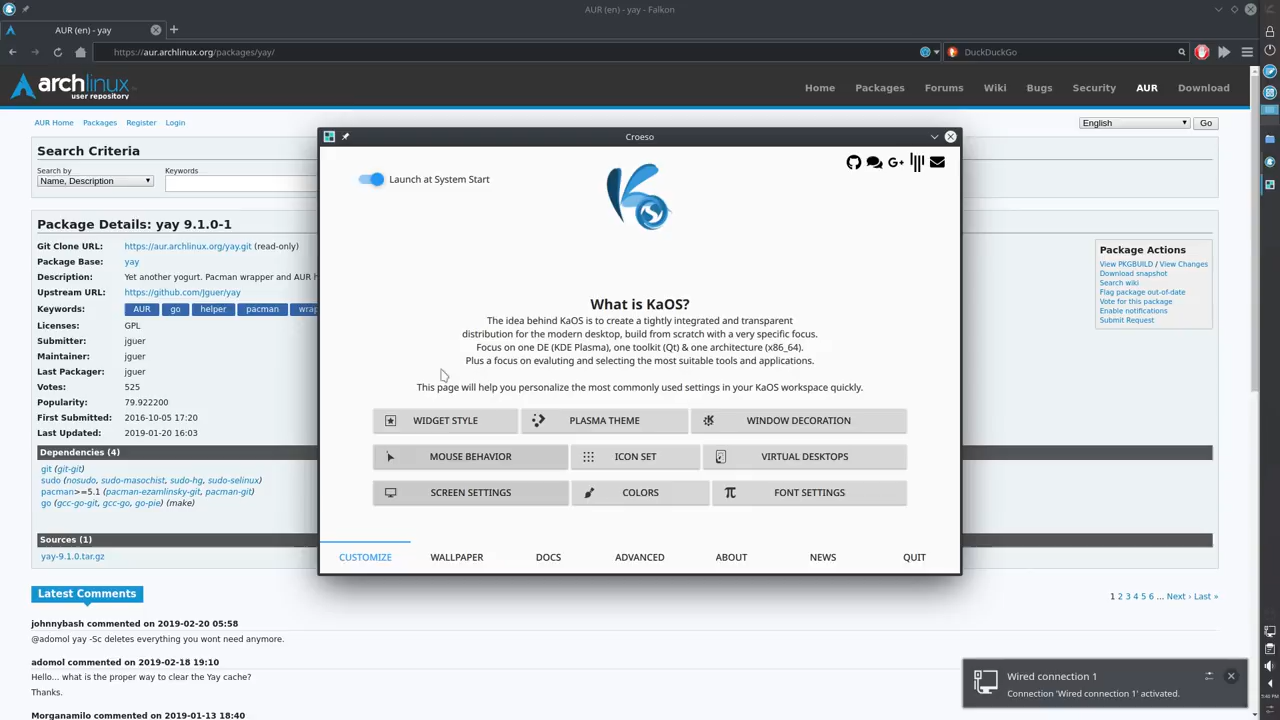 AUR (en) - yay - Falkon
AUR (en) - yay
https://aur.archlinux.org/packages/yay/
DuckDuckGo
archlinux
user repository
Home Packages Forums Wiki Bugs Security AUR Download
AUR Home Packages Register Login
English Go
Search Criteria
Search by Keywords
Name, Description
Package Details: yay 9.1.0-1
Git Clone URL: https://aur.archlinux.org/yay.git (read-only)
Package Base: yay
Description: Yet another yogurt. Pacman wrapper and AUR h
Upstream URL: https://github.com/Jguer/yay
Keywords: AUR go helper pacman wrap
Licenses: GPL
Submitter: jguer
Maintainer: jguer
Last Packager: jguer
Votes: 525
Popularity: 79.922200
First Submitted: 2016-10-05 17:20
Last Updated: 2019-01-20 16:03
Dependencies (4)
git (git-git)
sudo (nosudo, sudo-masochist, sudo-hg, sudo-selinux)
pacman>=5.1 (pacman-ezamlinsky-git, pacman-git)
go (gcc-go-git, gcc-go, go-pie) (make)
Sources (1)
yay-9.1.0.tar.gz
Package Actions
View PKGBUILD / View Changes
Download snapshot
Search wiki
Flag package out-of-date
Vote for this package
Enable notifications
Submit Request
Latest Comments
1 2 3 4 5 6 ... Next › Last »
johnnybash commented on 2019-02-20 05:58
@adomol yay -Sc deletes everything you wont need anymore.
adomol commented on 2019-02-18 19:10
Hello... what is the proper way to clear the Yay cache?
Thanks.
Morganamilo commented on 2019-01-13 18:40
Croeso
Launch at System Start
G+
What is KaOS?
The idea behind KaOS is to create a tightly integrated and transparent
distribution for the modern desktop, build from scratch with a very specific focus.
Focus on one DE (KDE Plasma), one toolkit (Qt) & one architecture (x86_64).
Plus a focus on evaluting and selecting the most suitable tools and applications.
This page will help you personalize the most commonly used settings in your KaOS workspace quickly.
WIDGET STYLE PLASMA THEME WINDOW DECORATION
MOUSE BEHAVIOR ICON SET VIRTUAL DESKTOPS
SCREEN SETTINGS COLORS FONT SETTINGS
CUSTOMIZE WALLPAPER DOCS ADVANCED ABOUT NEWS QUIT
Wired connection 1
Connection 'Wired connection 1' activated.
5:40 PM